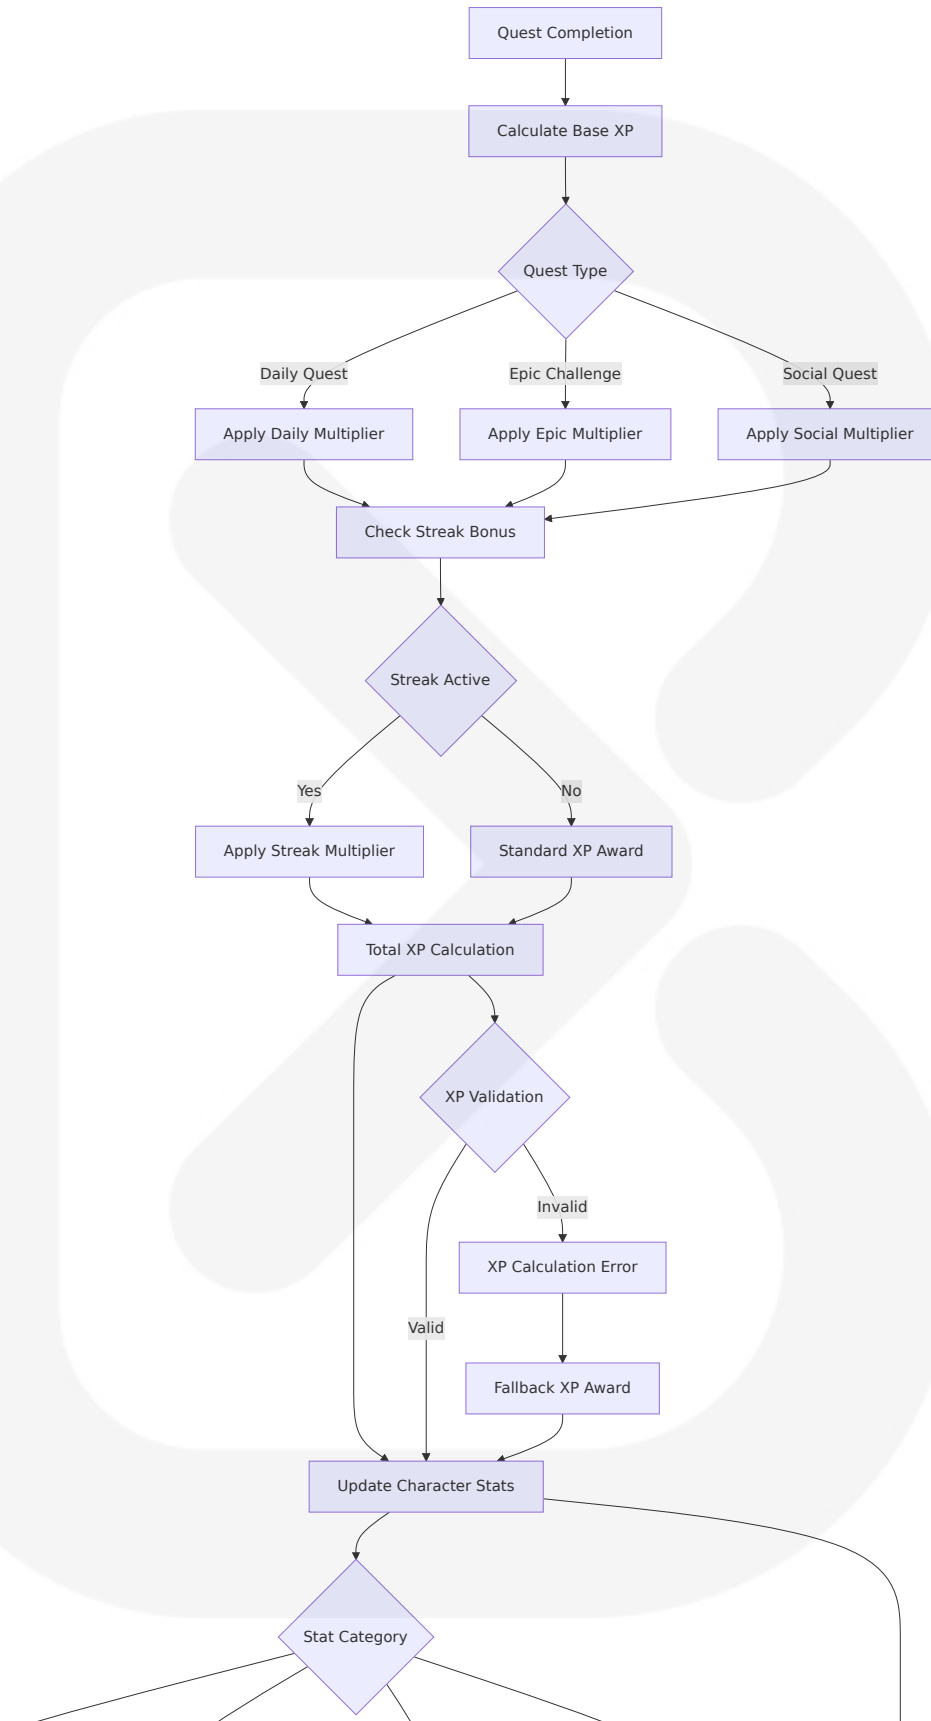 Quest Completion
Calculate Base XP
Quest Type
Daily Quest
Epic Challenge
Social Quest
Apply Daily Multiplier
Apply Epic Multiplier
Apply Social Multiplier
Check Streak Bonus
Streak Active
Yes
No
Apply Streak Multiplier
Standard XP Award
Total XP Calculation
XP Validation
Invalid
XP Calculation Error
Valid
Fallback XP Award
Update Character Stats
Stat Category